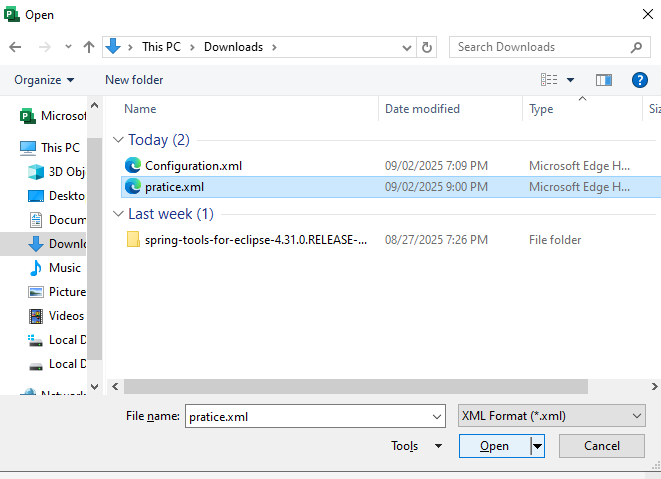 Open
This PC > Downloads >
Search Downloads
Organize
New folder
Name
Date modified
Type
Siz
Today (2)
Configuration.xml 09/02/2025 7:09 PM Microsoft Edge H...
pratice.xml 09/02/2025 9:00 PM Microsoft Edge H...
Last week (1)
spring-tools-for-eclipse-4.31.0.RELEASE-... 08/27/2025 7:26 PM File folder
Microsof
This PC
3D Obj
Deskto
Docum
Downlo
Music
Picture
Videos
Local D
Local D
Network
File name: pratice.xml
XML Format (*.xml)
Tools
Open
Cancel